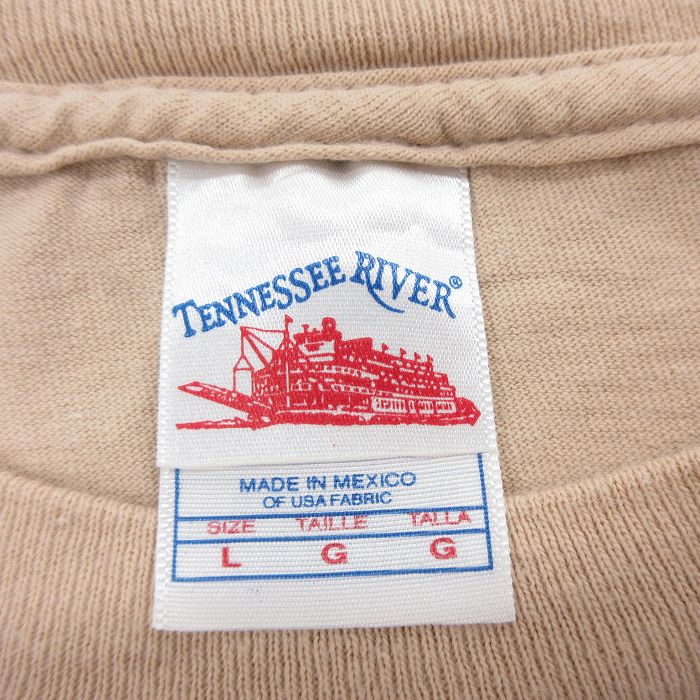 TENNESSEE RIVER®
MADE IN MEXICO
OF USA FABRIC
SIZE TAILLE TALLA
L G G